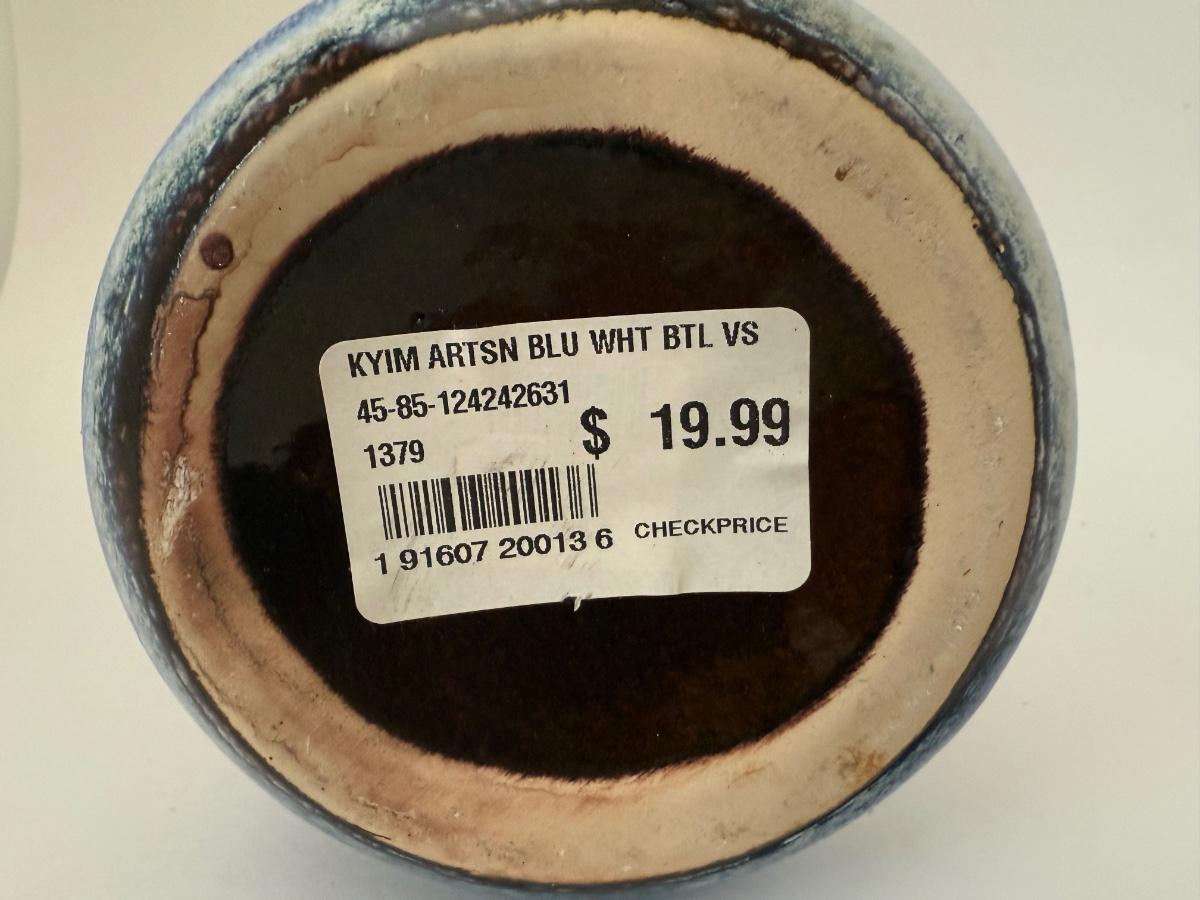 KYIM ARTSN BLU WHT BTL VS
45-85-124242631
$ 19.99
1379
1 91607 20013 6
CHECKPRICE